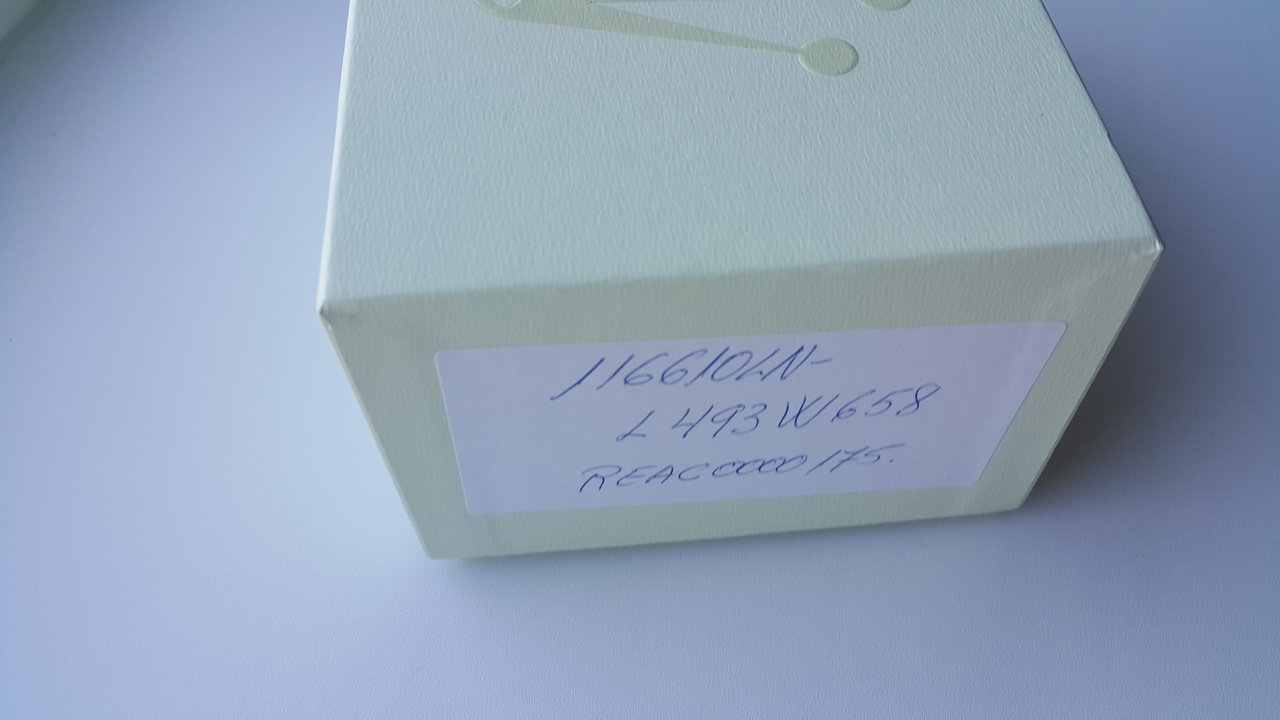 116610LN-
L493W658
REAC0000175.